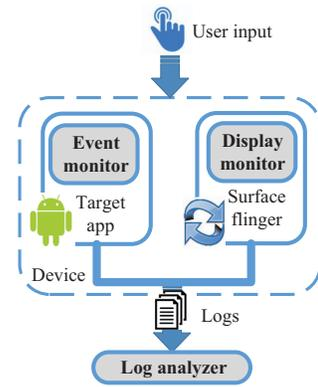 User input
Event
monitor
Target
app
Display
monitor
Surface
flinger
Device
Logs
Log analyzer